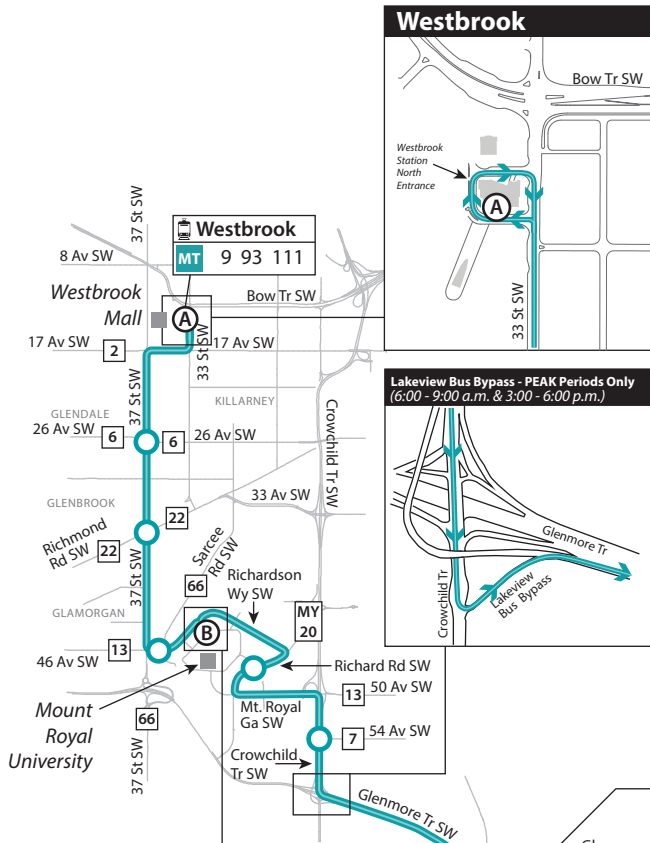 Westbrook
Bow Tr SW
Westbrook
Station
North
Entrance
A
33 St SW
37 St SW
Westbrook
MT 9 93 111
8 Av SW
Westbrook
Mall
A
Bow Tr SW
33 St SW
17 Av SW
2
17 Av SW
37 St SW
KILLARNEY
GLENDALE
26 Av SW
6
6
26 Av SW
Crowchild Tr SW
Lakeview Bus Bypass - PEAK Periods Only
(6:00 - 9:00 a.m. & 3:00 - 6:00 p.m.)
Glenmore Tr
Crowchild Tr
Lakeview
Bus Bypass
GLENBROOK
33 Av SW
22
Richmond
Rd SW
22
37 St SW
Sarcee
Rd SW
66
Richardson
Wy SW
GLAMORGAN
B
MY
20
13
46 Av SW
Richard Rd SW
Mount
Royal
University
66
37 St SW
Mt. Royal
Ga SW
13
50 Av SW
7
54 Av SW
Crowchild
Tr SW
Glenmore Tr SW